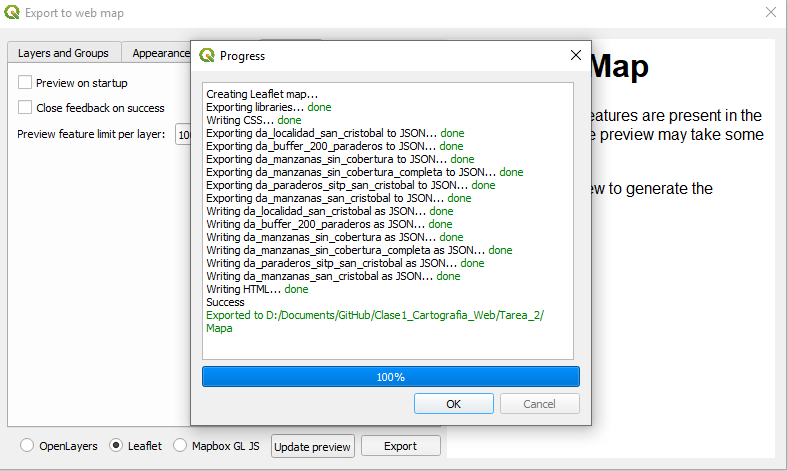 Export to web map
Layers and Groups
Appearance
Preview on startup
Close feedback on success
Preview feature limit per layer:
Progress
Creating Leaflet map...
Exporting libraries... done
Writing CSS... done
Exporting da_localidad_san_cristobal to JSON... done
Exporting da_buffer_200_paraderos to JSON... done
Exporting da_manzanas_sin_cobertura to JSON... done
Exporting da_manzanas_sin_cobertura_completa to JSON... done
Exporting da_paraderos_sitp_san_cristobal to JSON... done
Exporting da_manzanas_san_cristobal to JSON... done
Writing da_localidad_san_cristobal as JSON... done
Writing da_buffer_200_paraderos as JSON... done
Writing da_manzanas_sin_cobertura as JSON... done
Writing da_manzanas_sin_cobertura_completa as JSON... done
Writing da_paraderos_sitp_san_cristobal as JSON... done
Writing da_manzanas_san_cristobal as JSON... done
Writing HTML... done
Success
Exported to D:/Documents/GitHub/Clase1_Cartografia_Web/Tarea_2/
Mapa
100%
OK
Cancel
Map
eatures are present in the
e preview may take some
ew to generate the
OpenLayers
Leaflet
Mapbox GL JS
Update preview
Export